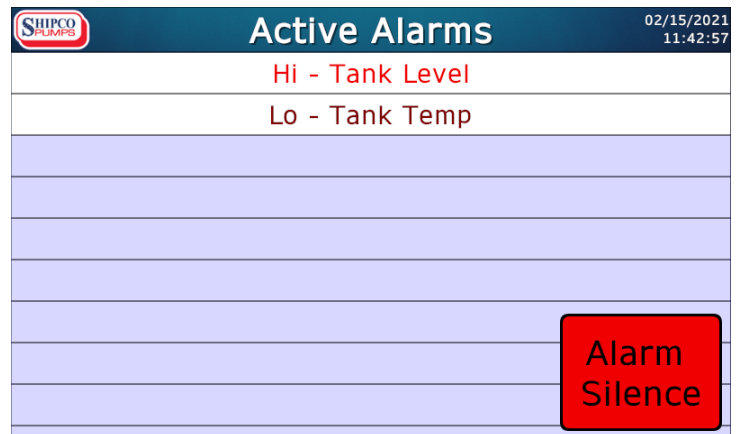 SHIPCO
PUMPS
Active Alarms
02/15/2021
11:42:57
Hi - Tank Level
Lo - Tank Temp
Alarm
Silence